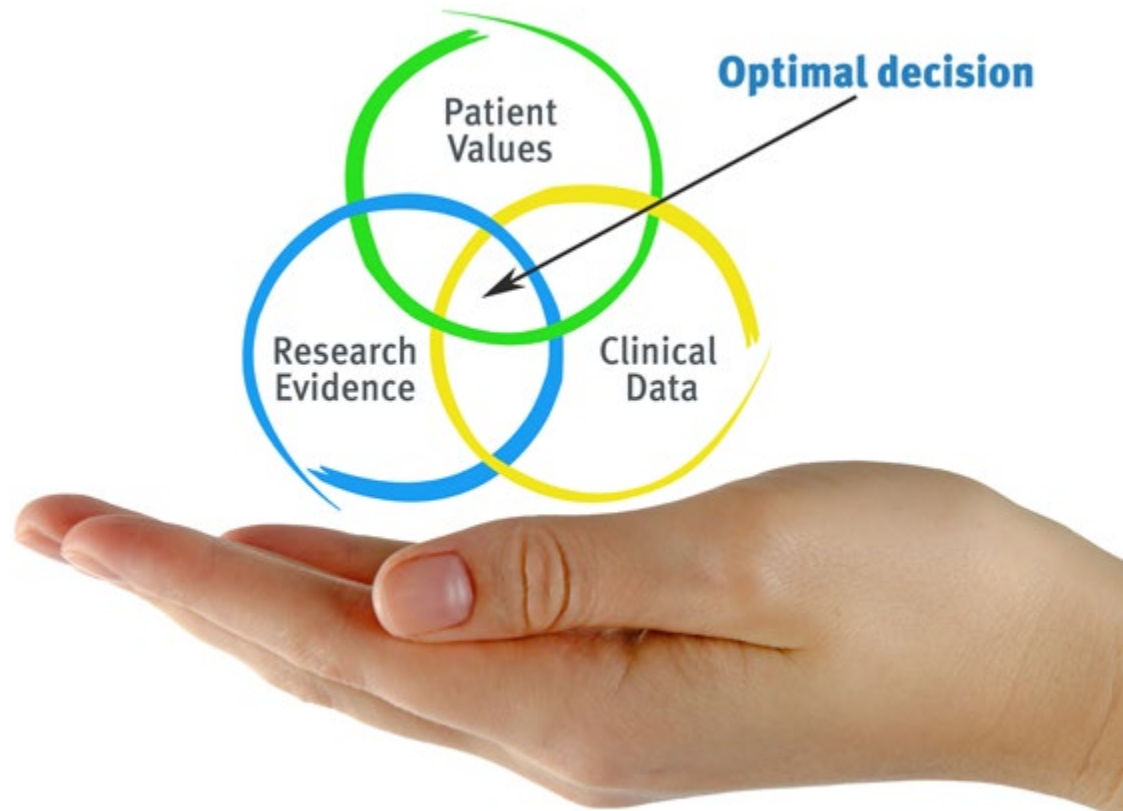 Optimal decision
Patient
Values
Research
Evidence
Clinical
Data